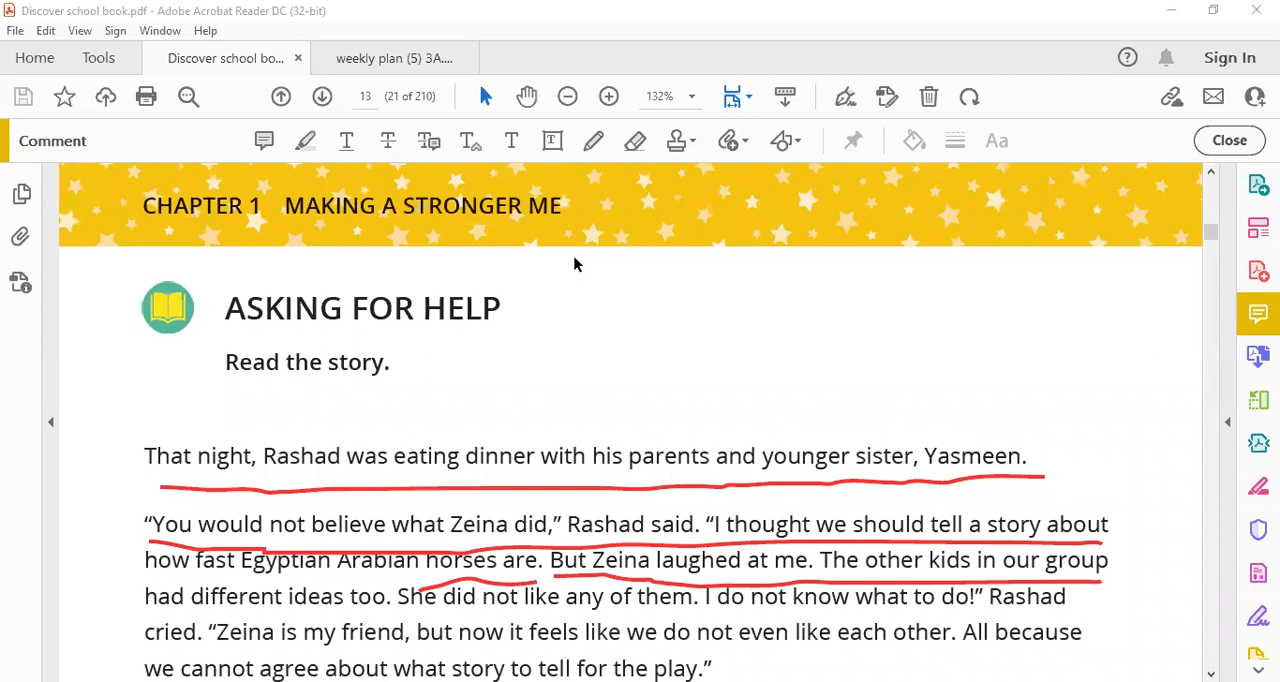 Discover school book.pdf - Adobe Acrobat Reader DC (32-bit)
File Edit View Sign Window Help
Home Tools Discover school bo... × weekly plan (5) 3A.... Sign In
13 (21 of 210) 132%
Comment Close
CHAPTER 1 MAKING A STRONGER ME
ASKING FOR HELP
Read the story.
That night, Rashad was eating dinner with his parents and younger sister, Yasmeen.
“You would not believe what Zeina did,” Rashad said. “I thought we should tell a story about
how fast Egyptian Arabian horses are. But Zeina laughed at me. The other kids in our group
had different ideas too. She did not like any of them. I do not know what to do!” Rashad
cried. “Zeina is my friend, but now it feels like we do not even like each other. All because
we cannot agree about what story to tell for the play.”